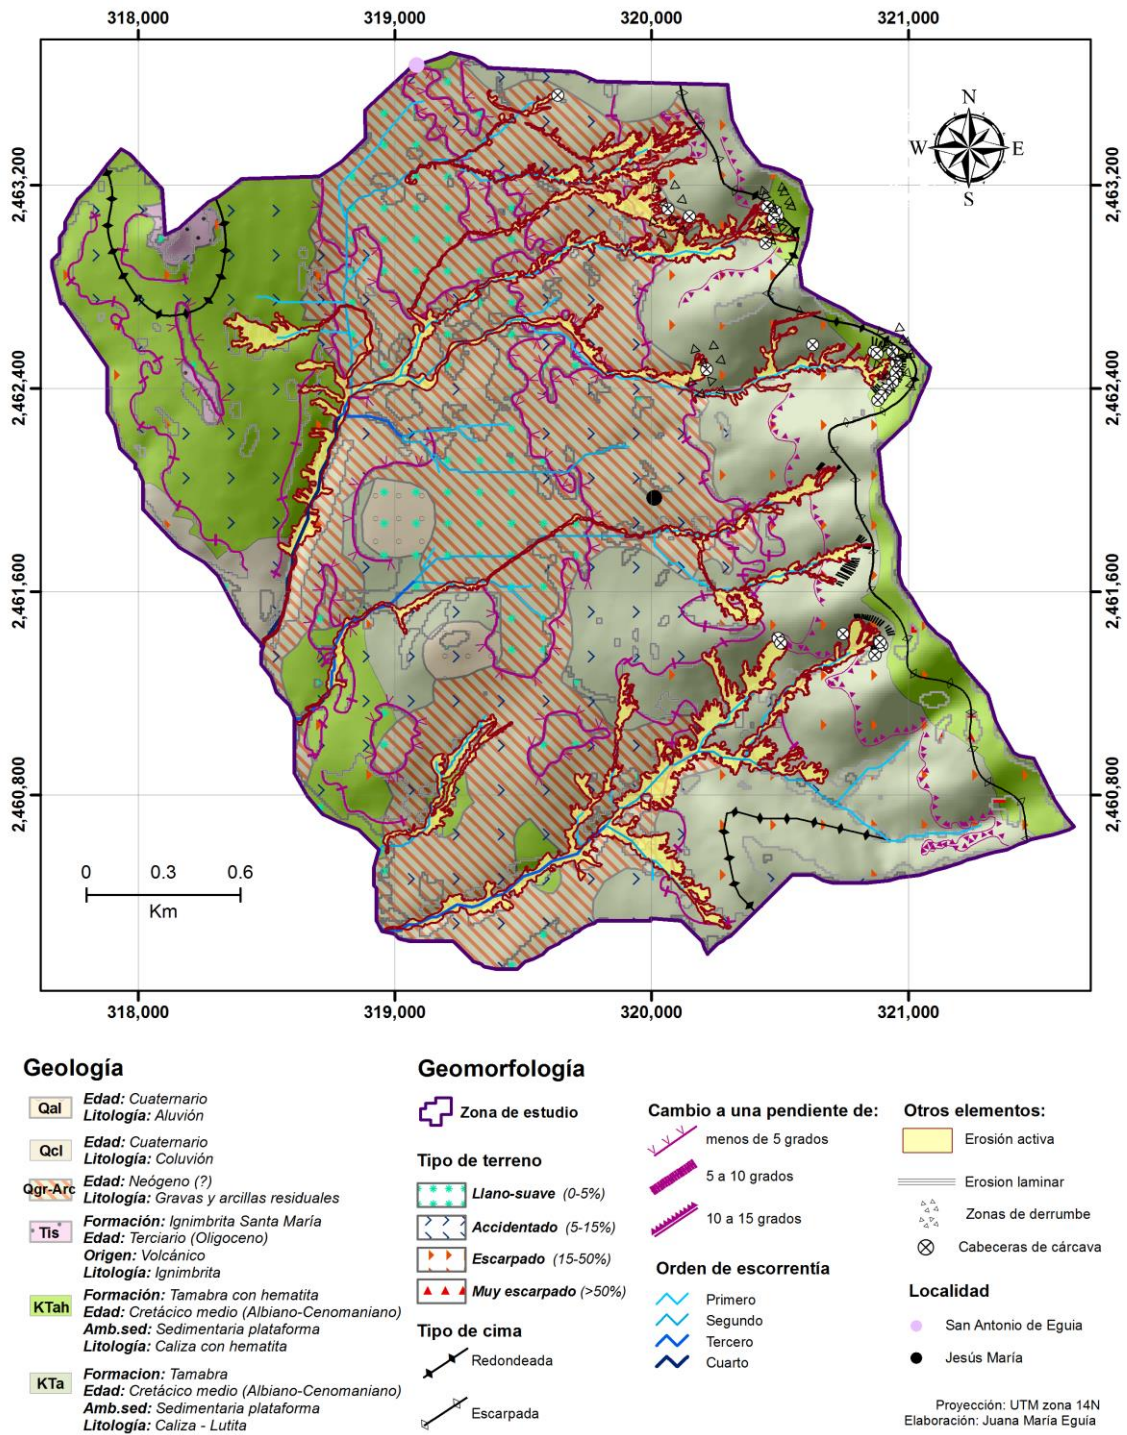 318,000
319,000
320,000
321,000
N
W
E
S
2,463,200
2,463,200
2,462,400
2,462,400
2,461,600
2,461,600
2,460,800
2,460,800
0
0.3
0.6
Km
318,000
319,000
320,000
321,000
Geología
Qal
Edad: Cuaternario
Litología: Aluvión
Qcl
Edad: Cuaternario
Litología: Coluvión
Qgr-Arc
Edad: Neógeno (?)
Litología: Gravas y arcillas residuales
Tis
Formación: Ignimbrita Santa María
Edad: Terciario (Oligoceno)
Origen: Volcánico
Litología: Ignimbrita
KTah
Formación: Tamabra con hematita
Edad: Cretácico medio (Albiano-Cenomaniano)
Amb.sed: Sedimentaria plataforma
Litología: Caliza con hematita
KTa
Formacion: Tamabra
Edad: Cretácico medio (Albiano-Cenomaniano)
Amb.sed: Sedimentaria plataforma
Litología: Caliza - Lutita
Geomorfología
Zona de estudio
Tipo de terreno
Llano-suave (0-5%)
Accidentado (5-15%)
Escarpado (15-50%)
Muy escarpado (>50%)
Tipo de cima
Redondeada
Escarpada
Cambio a una pendiente de:
menos de 5 grados
5 a 10 grados
10 a 15 grados
Orden de escorrentía
Primero
Segundo
Tercero
Cuarto
Otros elementos:
Erosión activa
Erosion laminar
Zonas de derrumbe
Cabeceras de cárcava
Localidad
San Antonio de Eguia
Jesús María
Proyección: UTM zona 14N
Elaboración: Juana María Eguía